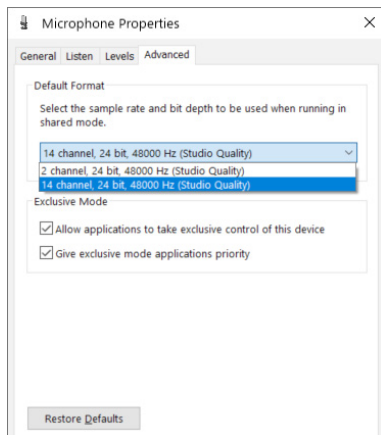 Microphone Properties
General Listen Levels Advanced
Default Format
Select the sample rate and bit depth to be used when running in
shared mode.
14 channel, 24 bit, 48000 Hz (Studio Quality)
2 channel, 24 bit, 48000 Hz (Studio Quality)
14 channel, 24 bit, 48000 Hz (Studio Quality)
Exclusive Mode
Allow applications to take exclusive control of this device
Give exclusive mode applications priority
Restore Defaults